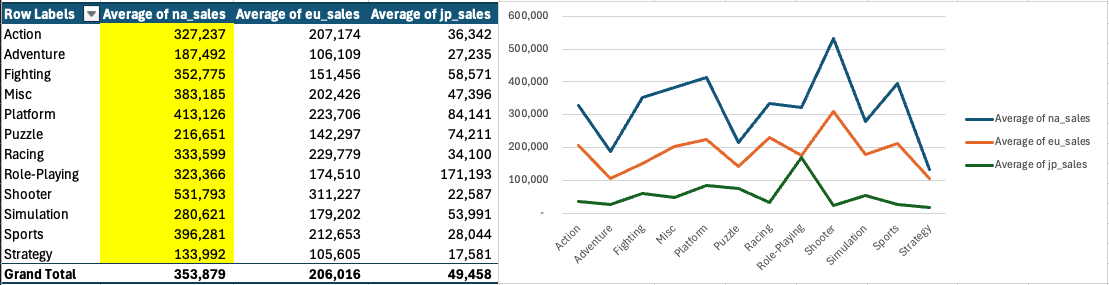 Row Labels Average of na_sales Average of eu_sales Average of jp_sales
Action 327,237 207,174 36,342
Adventure 187,492 106,109 27,235
Fighting 352,775 151,456 58,571
Misc 383,185 202,426 47,396
Platform 413,126 223,706 84,141
Puzzle 216,651 142,297 74,211
Racing 333,599 229,779 34,100
Role-Playing 323,366 174,510 171,193
Shooter 531,793 311,227 22,587
Simulation 280,621 179,202 53,991
Sports 396,281 212,653 28,044
Strategy 133,992 105,605 17,581
Grand Total 353,879 206,016 49,458
600,000
500,000
400,000
300,000
200,000
100,000
-
Action
Adventure
Fighting
Misc
Platform
Puzzle
Racing
Role-Playing
Shooter
Simulation
Sports
Strategy
Average of na_sales
Average of eu_sales
Average of jp_sales